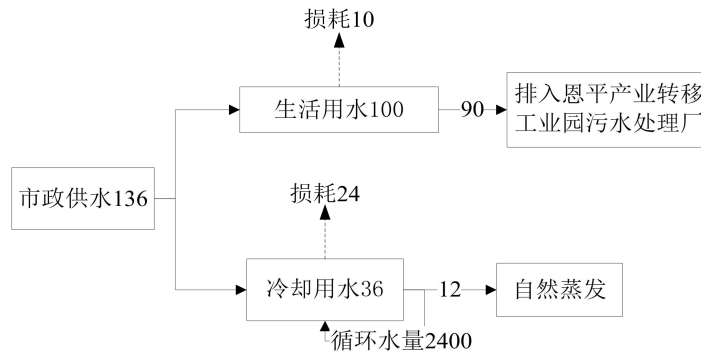 损耗10
生活用水100
90
排入恩平产业转移
工业园污水处理厂
市政供水136
损耗24
冷却用水36
12
自然蒸发
循环水量2400